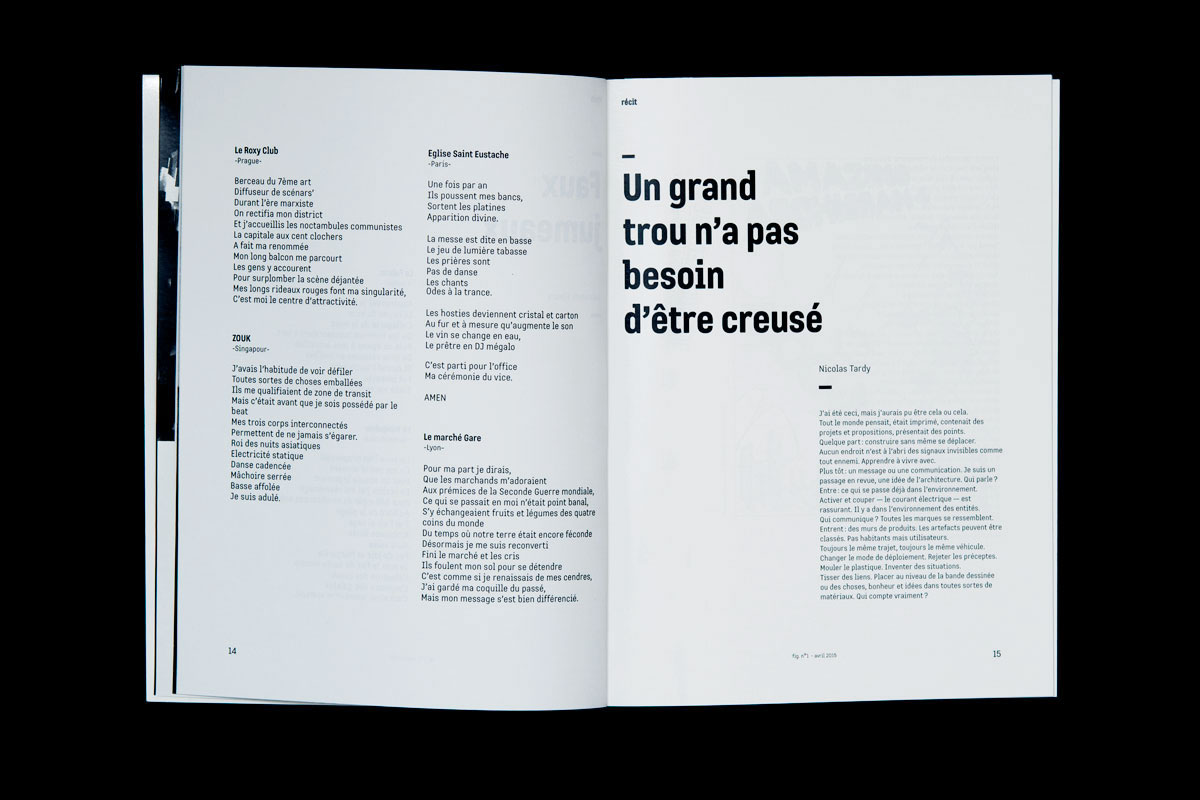 Le Roxy Club
-Prague-
Berceau du 7ème art
Diffuseur de scénars'
Durant l'ère marxiste
On rectifia mon district
Et j'accueillis les noctambules communistes
La capitale aux cent clochers
A fait ma renommée
Mon long balcon me parcourt
Les gens y accourent
Pour surplomber la scène déjantée
Mes longs rideaux rouges font ma singularité,
C'est moi le centre d'attractivité.
ZOUK
-Singapour-
J'avais l'habitude de voir défiler
Toutes sortes de choses emballées
Ils me qualifiaient de zone de transit
Mais c'était avant que je sois possédé par le
beat
Mes trois corps interconnectés
Permettent de ne jamais s'égarer.
Roi des nuits asiatiques
Electricité statique
Danse cadencée
Mâchoire serrée
Basse affolée
Je suis adulé.
14
Eglise Saint Eustache
-Paris-
Une fois par an
Ils poussent mes bancs,
Sortent les platines
Apparition divine.
La messe est dite en basse
Le jeu de lumière tabasse
Les prières sont
Pas de danse
Les chants
Odes à la trance.
Les hosties deviennent cristal et carton
Au fur et à mesure qu'augmente le son
Le vin se change en eau,
Le prêtre en DJ mégalo
C'est parti pour l'office
Ma cérémonie du vice.
AMEN
Le marché Gare
-Lyon-
Pour ma part je dirais,
Que les marchands m'adoraient
Aux prémices de la Seconde Guerre mondiale,
Ce qui se passait en moi n'était point banal,
S'y échangeaient fruits et légumes des quatre
coins du monde
Du temps où notre terre était encore féconde
Désormais je me suis reconverti
Fini le marché et les cris
Ils foulent mon sol pour se détendre
C'est comme si je renaissais de mes cendres,
J'ai gardé ma coquille du passé,
Mais mon message s'est bien différencié.
récit
Un grand
trou n'a pas
besoin
d'être creusé
Nicolas Tardy
J'ai été ceci, mais j'aurais pu être cela ou cela.
Tout le monde pensait, était imprimé, contenait des
projets et propositions, présentait des points.
Quelque part : construire sans même se déplacer.
Aucun endroit n'est à l'abri des signaux invisibles comme
tout ennemi. Apprendre à vivre avec.
Plus tôt : un message ou une communication. Je suis un
passage en revue, une idée de l'architecture. Qui parle ?
Entre : ce qui se passe déjà dans l'environnement.
Activer et couper — le courant électrique — est
rassurant. Il y a dans l'environnement des entités.
Qui communique ? Toutes les marques se ressemblent.
Entrent : des murs de produits. Les artefacts peuvent être
classés. Pas habitants mais utilisateurs.
Toujours le même trajet, toujours le même véhicule.
Changer le mode de déploiement. Rejeter les préceptes.
Mouler le plastique. Inventer des situations.
Tisser des liens. Placer au niveau de la bande dessinée
ou des choses, bonheur et idées dans toutes sortes de
matériaux. Qui compte vraiment ?
fig. n°1 - avril 2019
15